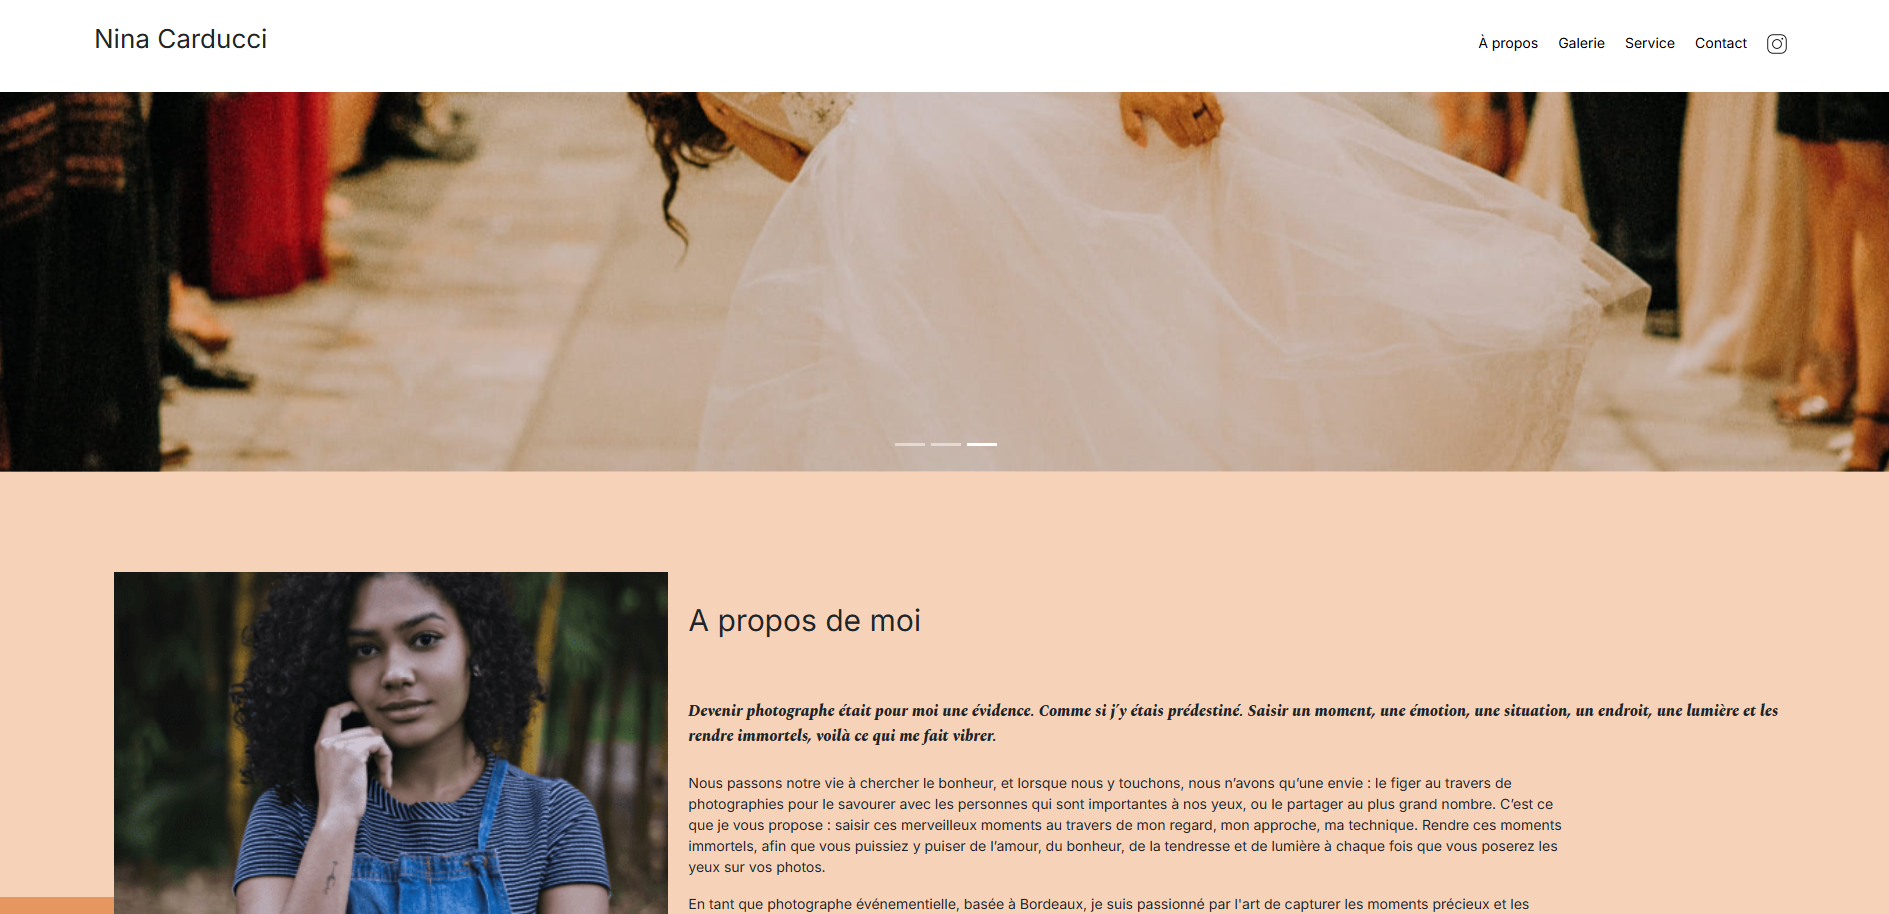 Nina Carducci
À propos Galerie Service Contact
A propos de moi
Devenir photographe était pour moi une évidence. Comme si j'y étais prédestiné. Saisir un moment, une émotion, une situation, un endroit, une lumière et les
rendre immortels, voilà ce qui me fait vibrer.
Nous passons notre vie à chercher le bonheur, et lorsque nous y touchons, nous n’avons qu’une envie : le figer au travers de
photographies pour le savourer avec les personnes qui sont importantes à nos yeux, ou le partager au plus grand nombre. C’est ce
que je vous propose : saisir ces merveilleux moments au travers de mon regard, mon approche, ma technique. Rendre ces moments
immortels, afin que vous puissiez y puiser de l’amour, du bonheur, de la tendresse et de lumière à chaque fois que vous poserez les
yeux sur vos photos.
En tant que photographe événementielle, basée à Bordeaux, je suis passionné par l'art de capturer les moments précieux et les